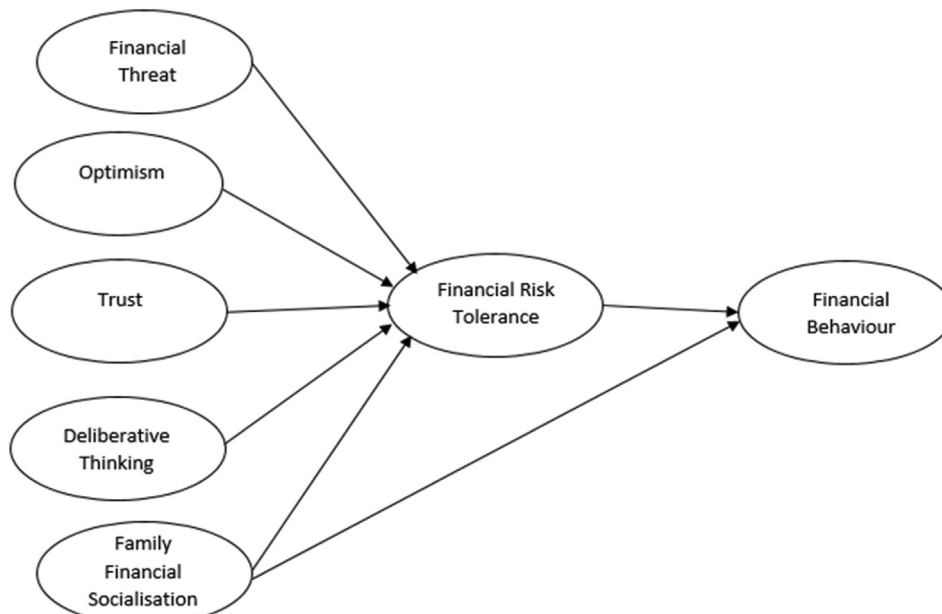 Financial
Threat
Optimism
Trust
Deliberative
Thinking
Family
Financial
Socialisation
Financial Risk
Tolerance
Financial
Behaviour